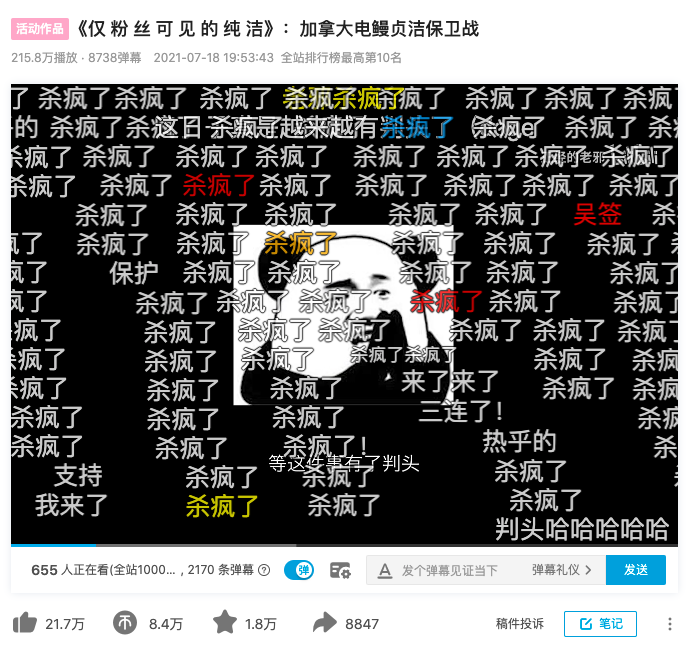 活动作品 《仅 粉 丝 可 见 的 纯 洁》：加拿大电鳗贞洁保卫战
215.8万播放 · 8738弹幕 2021-07-18 19:53:43 全站排行榜最高第10名
了 杀疯了 杀疯了 杀疯了 杀疯了 杀疯了 杀疯了 杀疯了 杀疯了
的 杀疯了 杀疯了 杀疯了 杀疯了 杀疯了 杀疯了
这日子真是越来越有判头了
杀疯了 杀疯了 杀疯了 杀疯了 杀疯了 杀疯了 杀疯了 杀疯了
杀疯了 杀疯了 杀疯了 杀疯了 杀疯了 杀疯了 杀疯了 杀疯了
杀疯了 杀疯了 杀疯了 杀疯了 吴签 杀
了 杀疯了 杀疯了 杀疯了 杀疯了 杀疯了 杀疯了 杀
疯了 保护 杀疯了 杀疯了 杀疯了 杀疯了 杀疯了
疯了 杀疯了 杀疯了 杀疯了 杀疯了 杀疯了 杀疯了
杀疯了 杀疯了 杀疯了 杀疯了 杀疯了 杀疯了 杀疯了
杀疯了 杀疯了 杀疯了 杀疯了杀疯了 杀疯了 杀疯
杀疯了 杀疯了 杀疯了 来了来了 杀疯了 杀疯
杀疯了 杀疯了 杀疯了 三连了！ 杀疯
杀疯了 杀疯了 杀疯了！ 热乎的 杀
等这件事有了判头
支持 杀疯了 杀疯了 杀疯了
我来了 杀疯了 杀疯了 杀疯了
判头哈哈哈哈哈
655 人正在看(全站1000... , 2170 条弹幕 弹 A 发个弹幕见证当下 弹幕礼仪 > 发送
21.7万 8.4万 1.8万 8847 稿件投诉 笔记